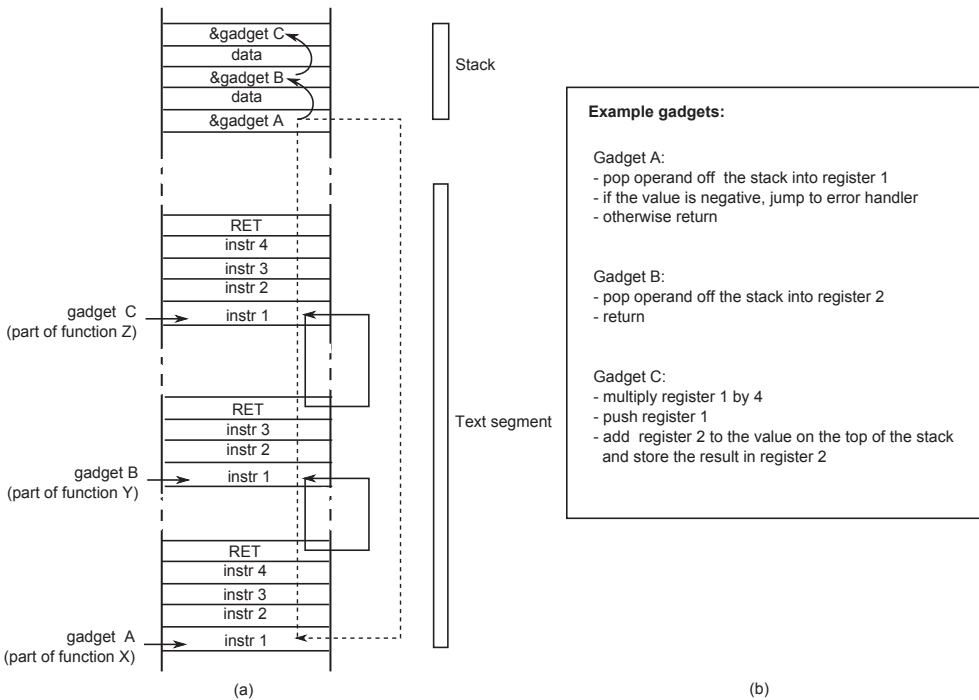 &gadget C
data
&gadget B
data
&gadget A
Stack
RET
instr 4
instr 3
instr 2
instr 1
gadget C
(part of function Z)
RET
instr 3
instr 2
instr 1
gadget B
(part of function Y)
Text segment
RET
instr 4
instr 3
instr 2
instr 1
gadget A
(part of function X)
(a)
Example gadgets:
Gadget A:
- pop operand off the stack into register 1
- if the value is negative, jump to error handler
- otherwise return
Gadget B:
- pop operand off the stack into register 2
- return
Gadget C:
- multiply register 1 by 4
- push register 1
- add register 2 to the value on the top of the stack
and store the result in register 2
(b)